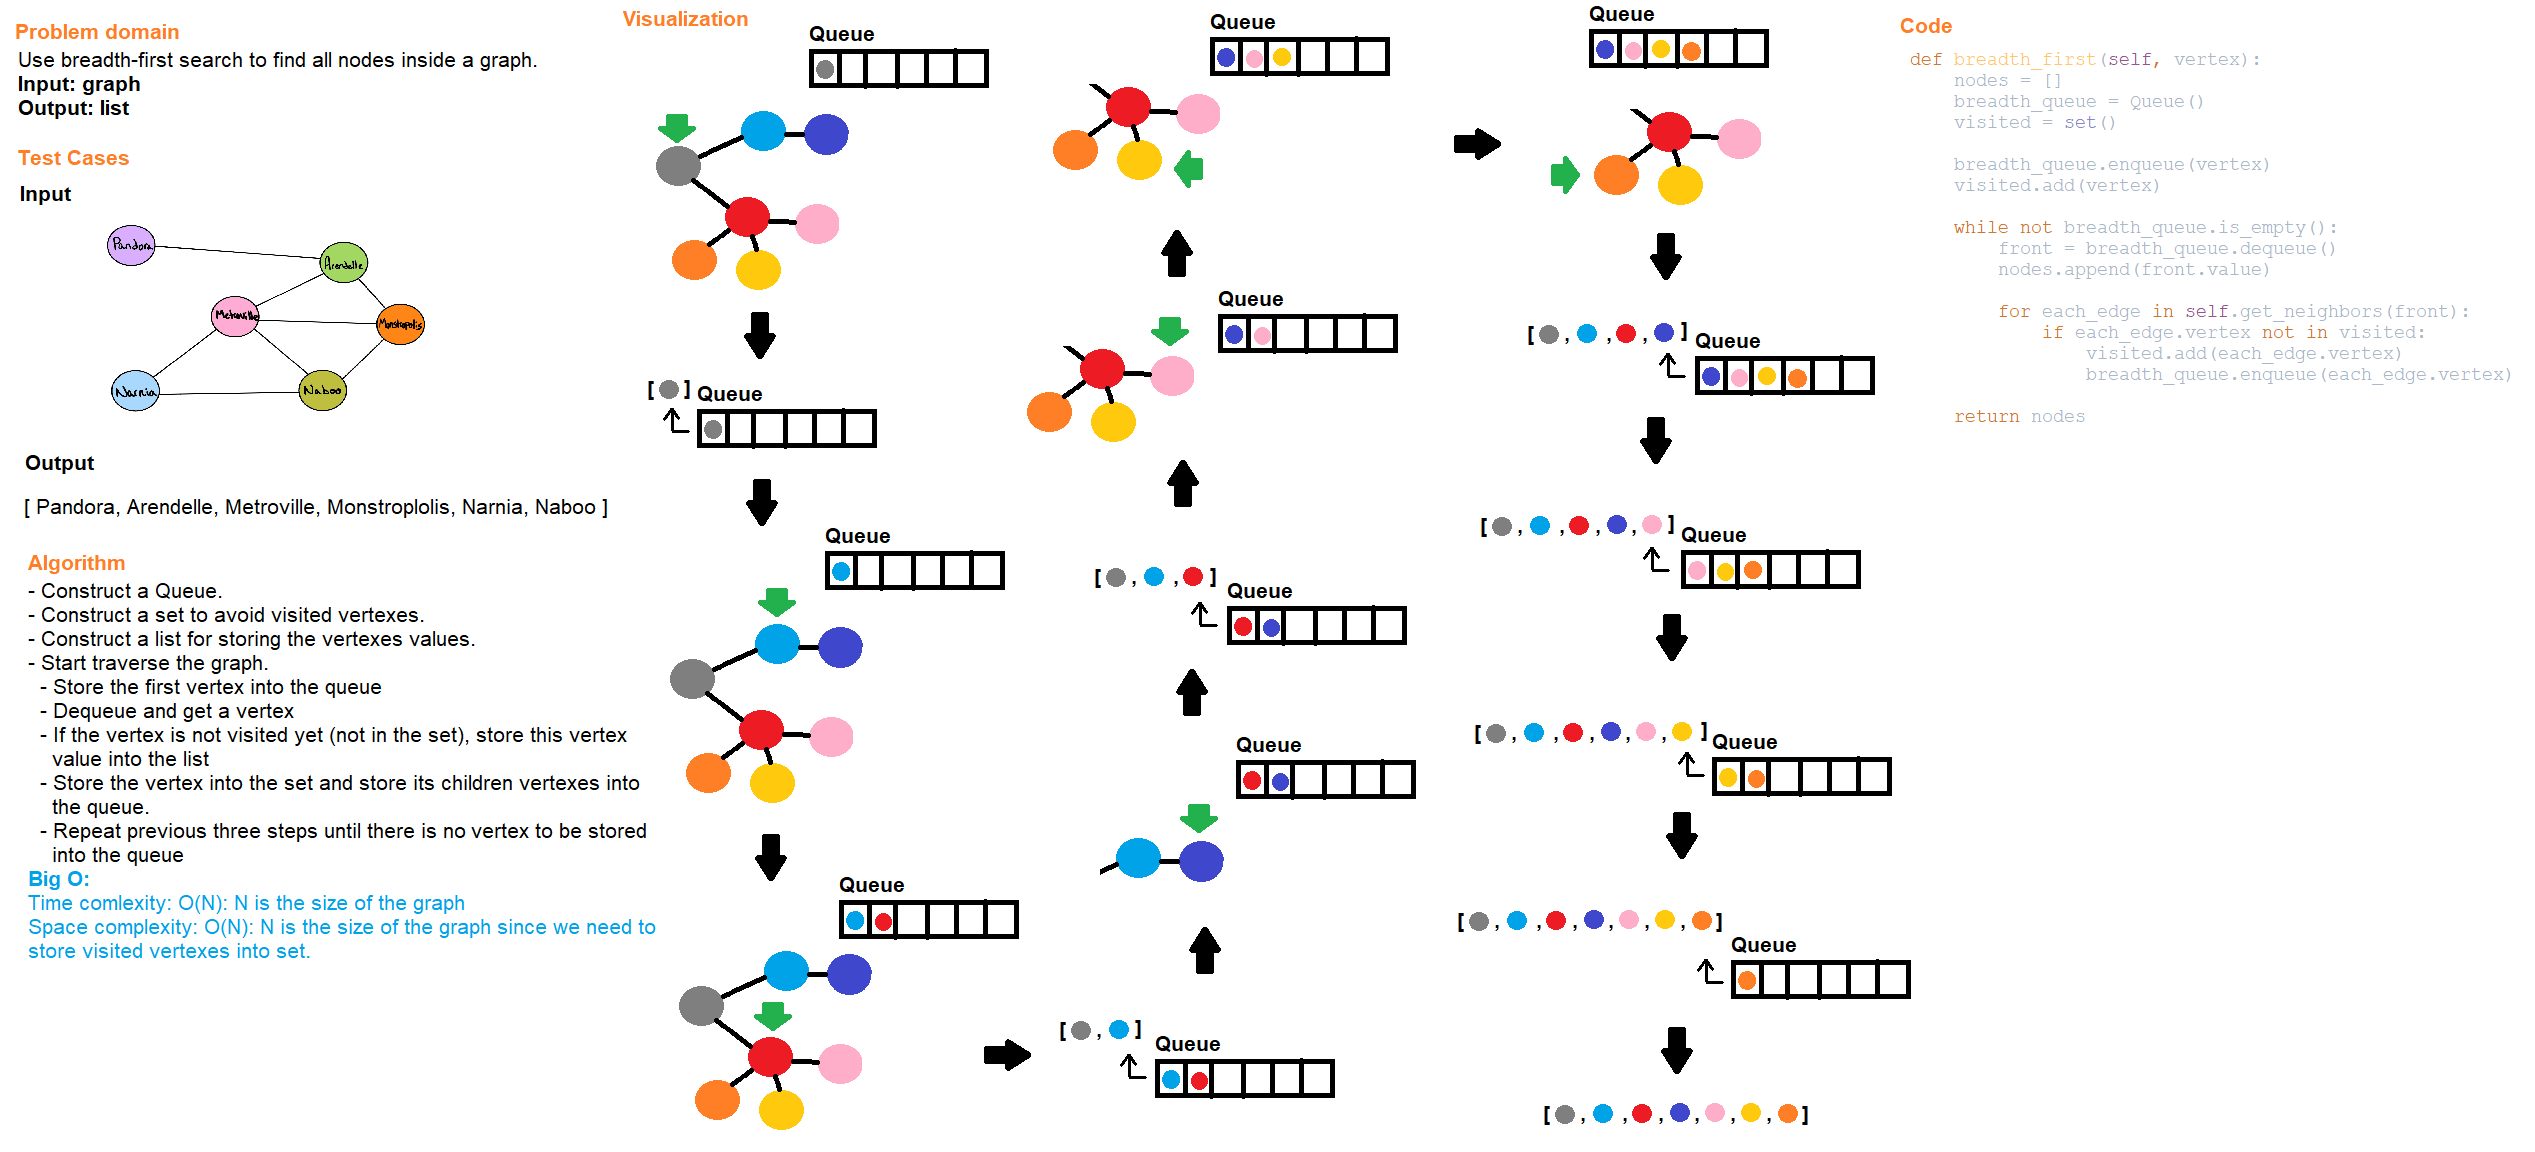 Problem domain
Use breadth-first search to find all nodes inside a graph.
Input: graph
Output: list
Test Cases
Input
Pandora
Arendelle
Metroville
Monstropolis
Narnia
Naboo
Output
[ Pandora, Arendelle, Metroville, Monstroplolis, Narnia, Naboo ]
Algorithm
- Construct a Queue.
- Construct a set to avoid visited vertexes.
- Construct a list for storing the vertexes values.
- Start traverse the graph.
- Store the first vertex into the queue
- Dequeue and get a vertex
- If the vertex is not visited yet (not in the set), store this vertex
value into the list
- Store the vertex into the set and store its children vertexes into
the queue.
- Repeat previous three steps until there is no vertex to be stored
into the queue
Big O:
Time comlexity: O(N): N is the size of the graph
Space complexity: O(N): N is the size of the graph since we need to
store visited vertexes into set.
Visualization
Queue
[ ]
Queue
Queue
Queue
[ , ]
Queue
Queue
[ , , ]
Queue
Queue
Queue
Queue
[ , , , ]
Queue
[ , , , , ]
Queue
[ , , , , , ]
Queue
[ , , , , , , ]
Queue
[ , , , , , , ]
Code
def breadth_first(self, vertex):
nodes = []
breadth_queue = Queue()
visited = set()
breadth_queue.enqueue(vertex)
visited.add(vertex)
while not breadth_queue.is_empty():
front = breadth_queue.dequeue()
nodes.append(front.value)
for each_edge in self.get_neighbors(front):
if each_edge.vertex not in visited:
visited.add(each_edge.vertex)
breadth_queue.enqueue(each_edge.vertex)
return nodes